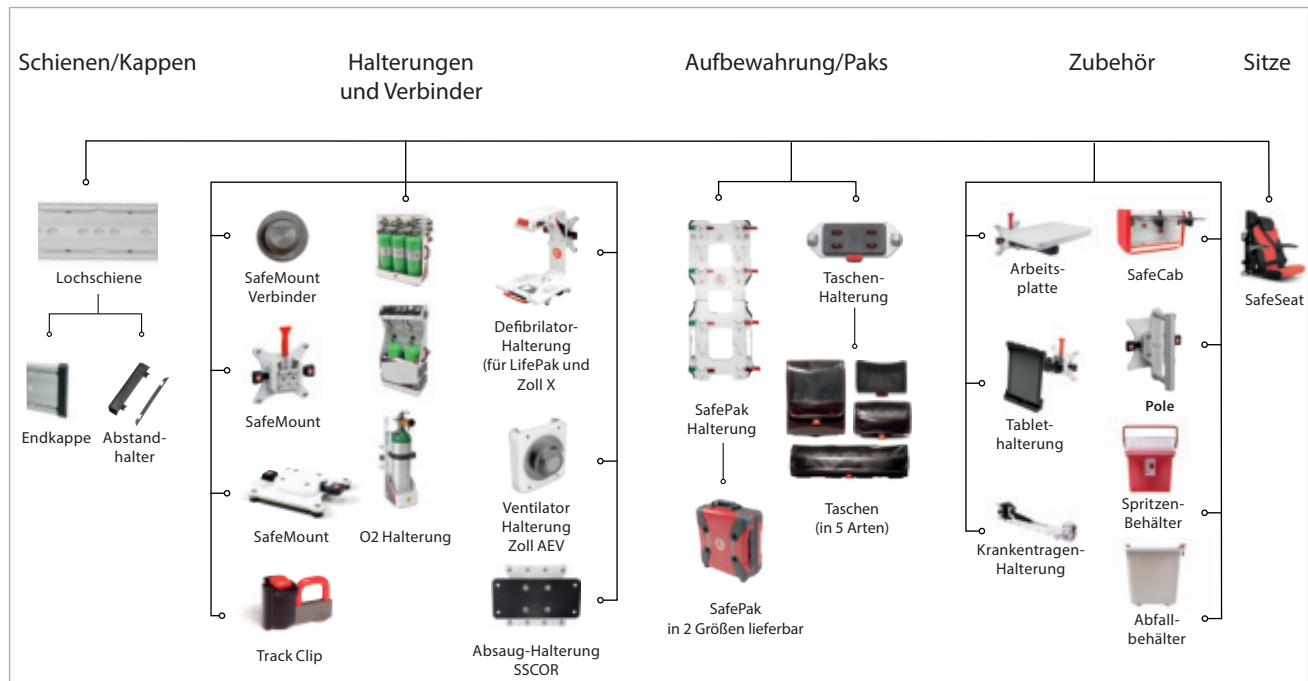 Schienen/Kappen
Halterungen
und Verbinder
Aufbewahrung/Paks
Zubehör
Sitze
Lochschiene
Endkappe
Abstand-
halter
SafeMount
Verbinder
SafeMount
SafeMount
Track Clip
O2 Halterung
Defibrilator-
Halterung
(für LifePak und
Zoll X
Ventilator
Halterung
Zoll AEV
Absaug-Halterung
SSCOR
SafePak
Halterung
SafePak
in 2 Größen lieferbar
Taschen-
Halterung
Taschen
(in 5 Arten)
Arbeits-
platte
Tablet-
halterung
Krankentragen-
Halterung
SafeCab
Pole
Spritzen-
Behälter
Abfall-
behälter
SafeSeat